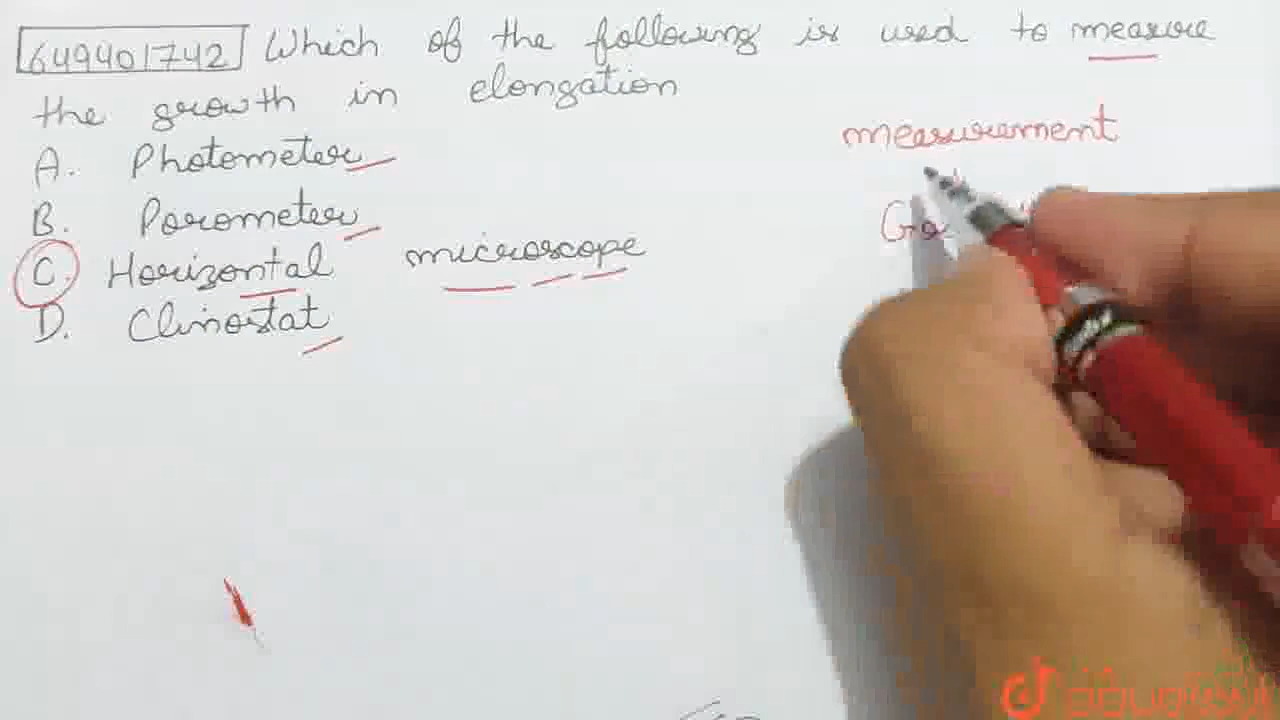 649401742 Which of the following is used to measure
the growth in elongation
A. Photometer
B. Porometer
C. Horizontal microscope
D. Clinostat
measurement